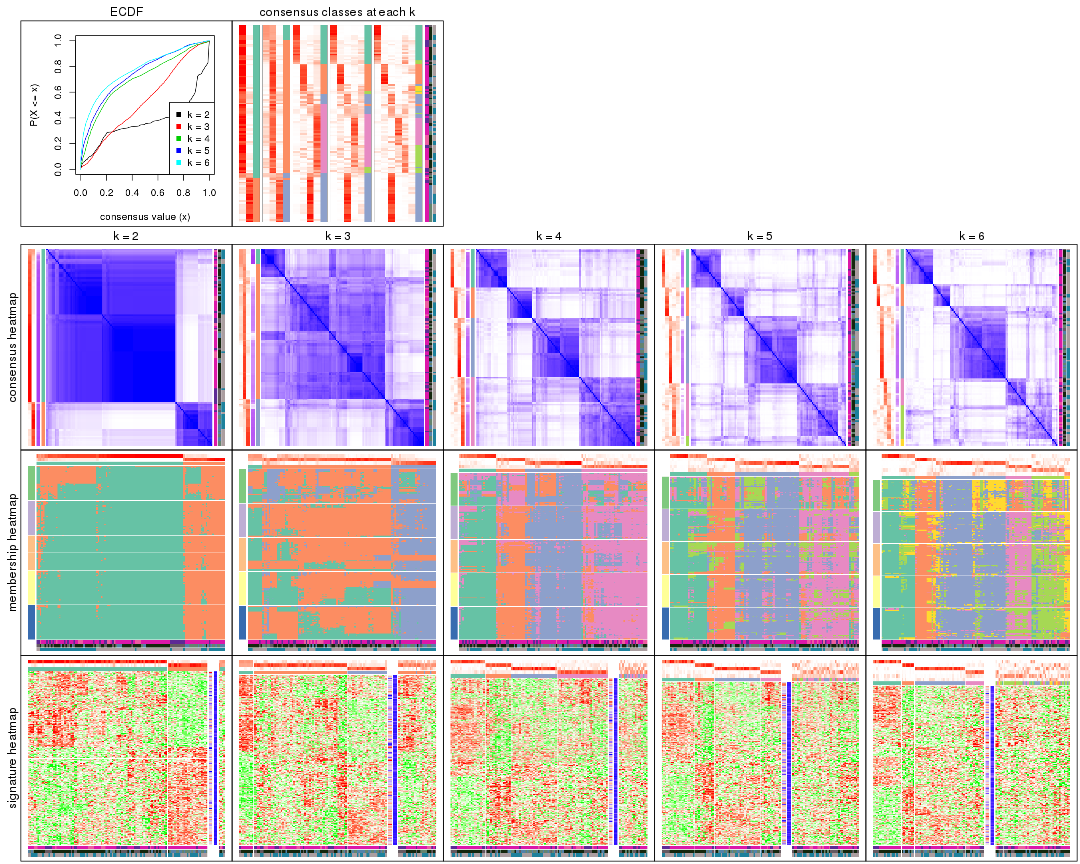 ECDF
consensus classes at each k
P(X <= x)
0.0 0.2 0.4 0.6 0.8 1.0
k = 2
k = 3
k = 4
k = 5
k = 6
0.0 0.2 0.4 0.6 0.8 1.0
consensus value (x)
k = 2
k = 3
k = 4
k = 5
k = 6
consensus heatmap
membership heatmap
signature heatmap